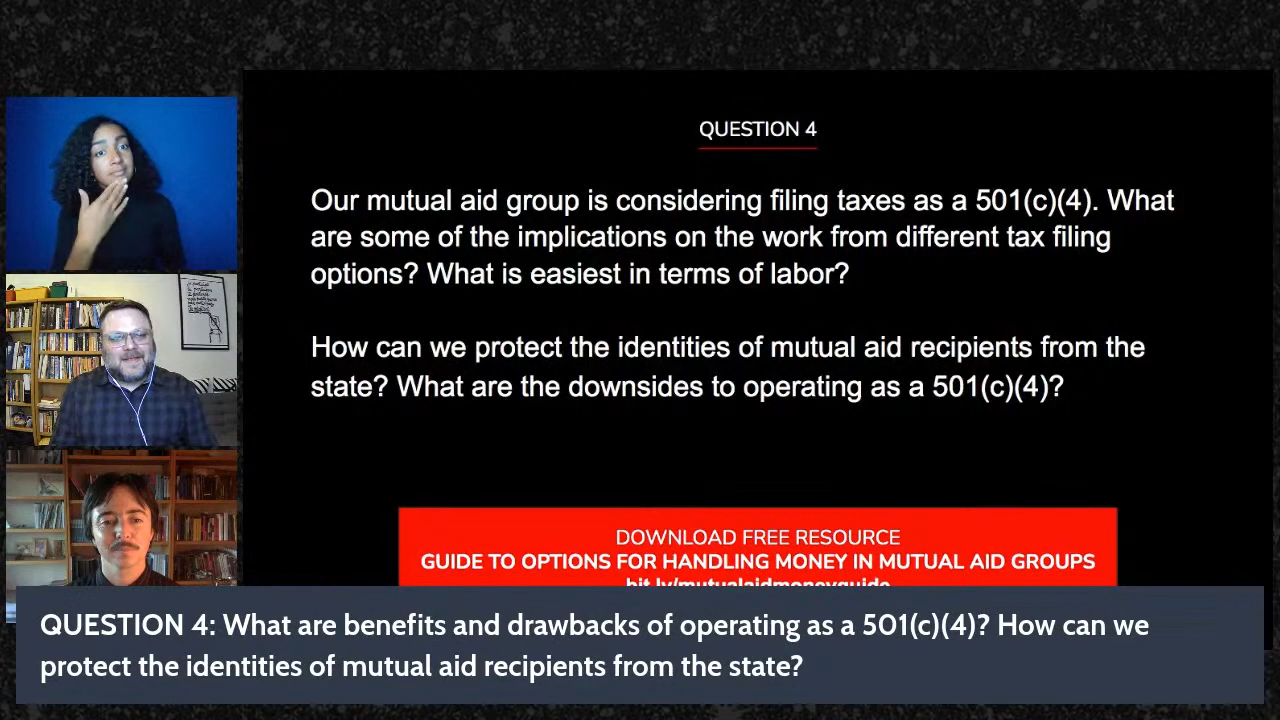 QUESTION 4
Our mutual aid group is considering filing taxes as a 501(c)(4). What
are some of the implications on the work from different tax filing
options? What is easiest in terms of labor?
How can we protect the identities of mutual aid recipients from the
state? What are the downsides to operating as a 501(c)(4)?
DOWNLOAD FREE RESOURCE
GUIDE TO OPTIONS FOR HANDLING MONEY IN MUTUAL AID GROUPS
bit.ly/mutualaidmoneyguide
QUESTION 4: What are benefits and drawbacks of operating as a 501(c)(4)? How can we
protect the identities of mutual aid recipients from the state?